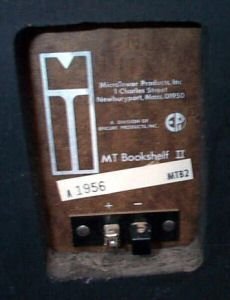 MicroTower Products, Inc.
1 Charles Street
Newburyport, Mass. 01950
A DIVISION OF
EPICURE PRODUCTS, INC.
EPI
MT Bookshelf II
A 1956
MTB2
+ −